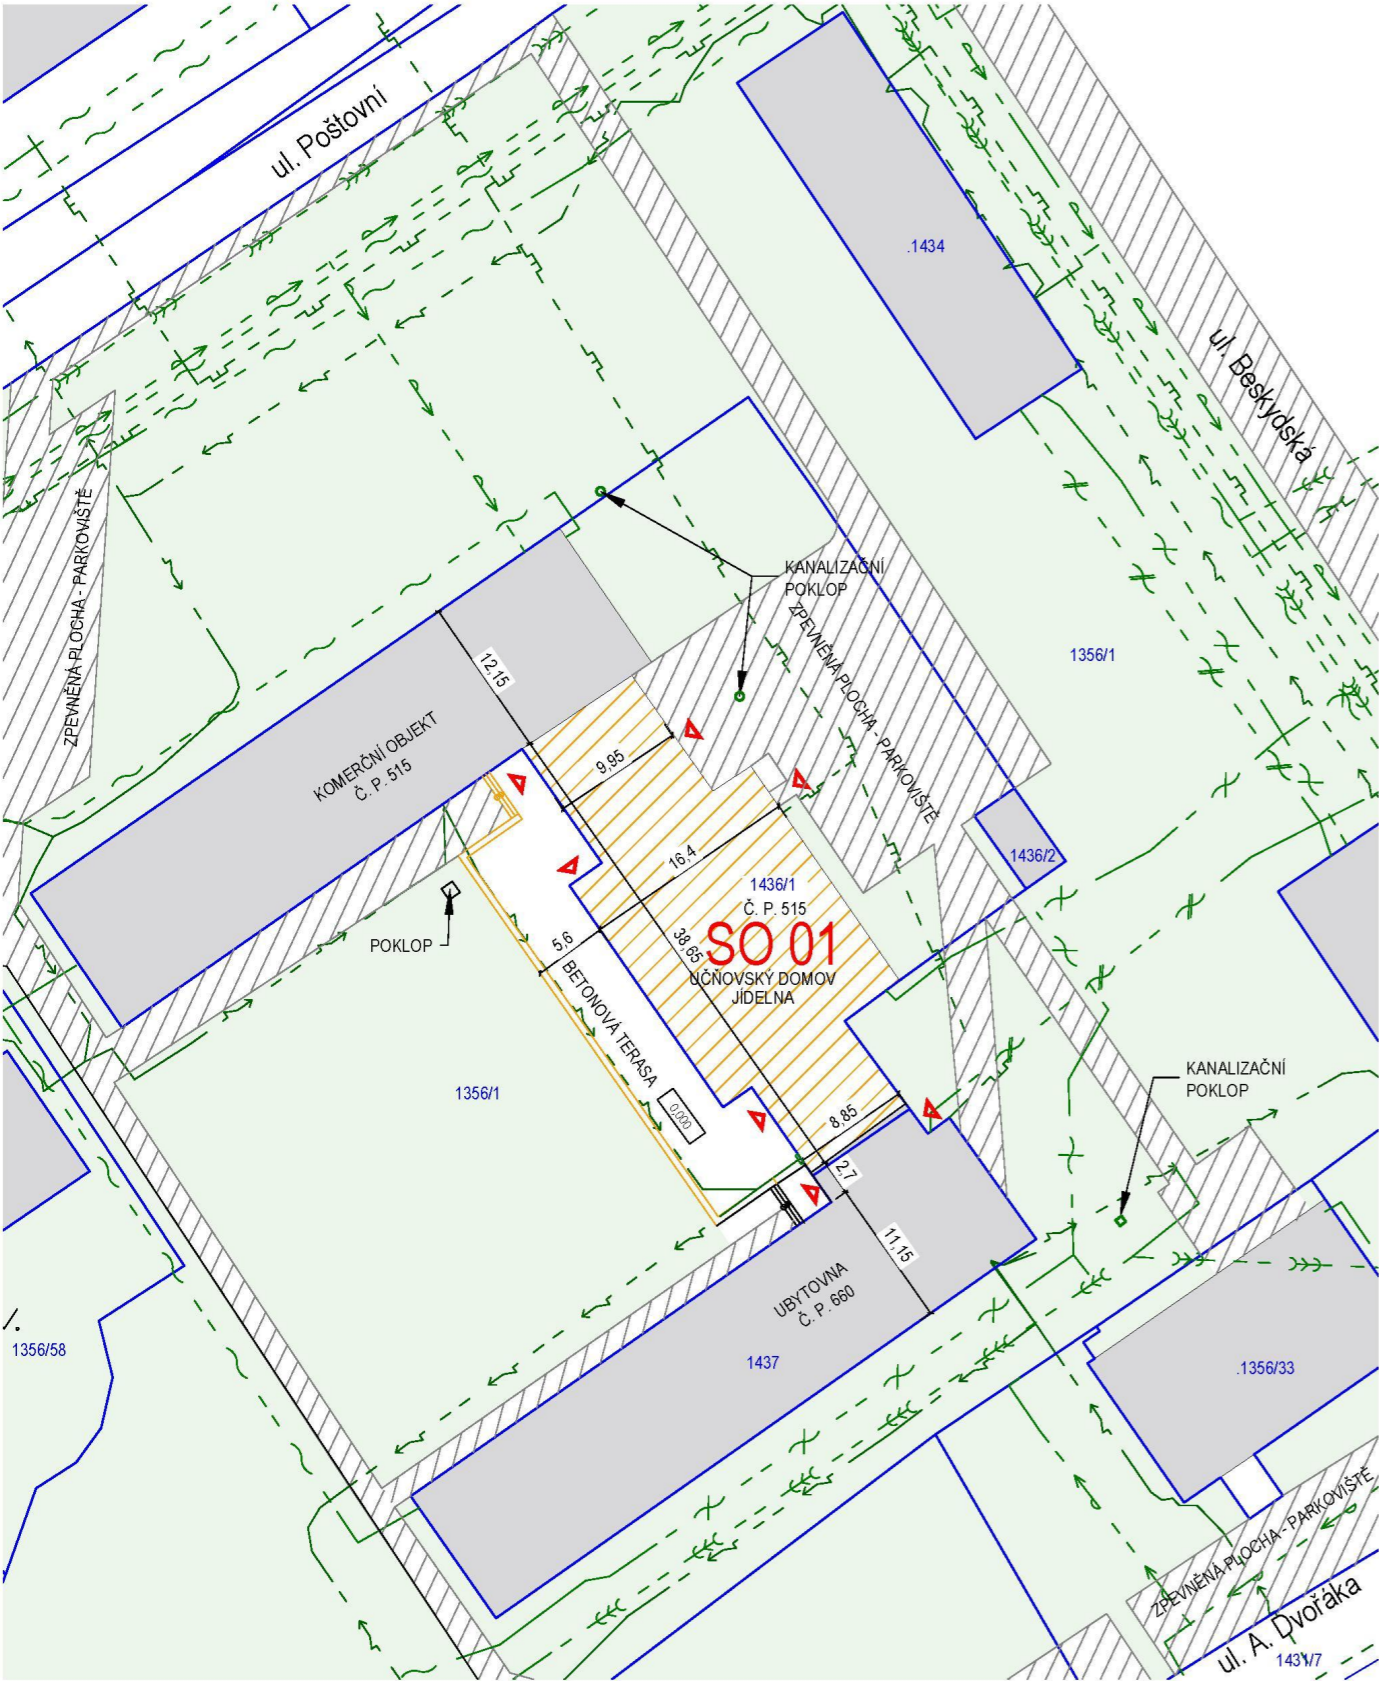 ul. Poštovní
.1434
ul. Beskydská
ZPEVNĚNÁ PLOCHA - PARKOVIŠTĚ
KANALIZAČNÍ
POKLOP
ZPEVNĚNÁ PLOCHA - PARKOVIŠTĚ
1356/1
12,15
KOMERČNÍ OBJEKT
Č. P. 515
9,95
16,4
1436/2
1436/1
Č. P. 515
SO 01
UČŇOVSKÝ DOMOV
JÍDELNA
POKLOP
5,6
38,65
BETONOVÁ TERASA
0,000
1356/1
KANALIZAČNÍ
POKLOP
8,85
2,7
11,15
UBYTOVNA
Č. P. 660
1437
1356/58
.1356/33
ZPEVNĚNÁ PLOCHA - PARKOVIŠTĚ
ul. A. Dvořáka
1431/7